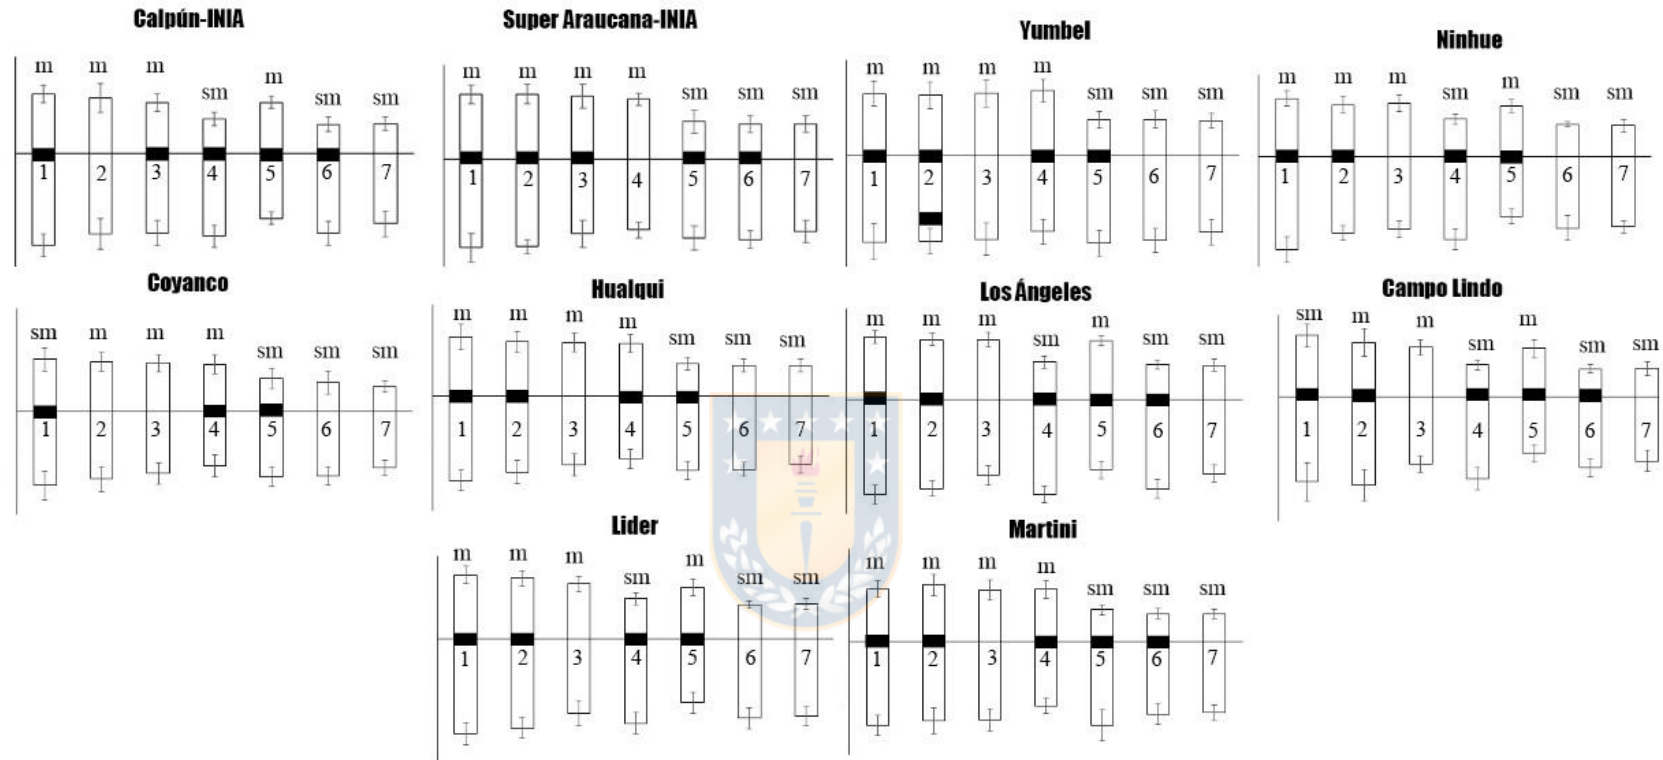 Calpún-INIA
m m m sm m sm sm
1 2 3 4 5 6 7
Super Araucana-INIA
m m m m sm sm sm
1 2 3 4 5 6 7
Yumbel
m m m m sm sm sm
1 2 3 4 5 6 7
Ninhue
m m m sm m sm sm
1 2 3 4 5 6 7
Coyanco
sm m m m sm sm sm
1 2 3 4 5 6 7
Hualqui
m m m m sm sm sm
1 2 3 4 5 6 7
Los Ángeles
m m m sm m sm sm
1 2 3 4 5 6 7
Campo Lindo
sm m m sm m sm sm
1 2 3 4 5 6 7
Lider
m m m sm m sm sm
1 2 3 4 5 6 7
Martini
m m m m sm sm sm
1 2 3 4 5 6 7